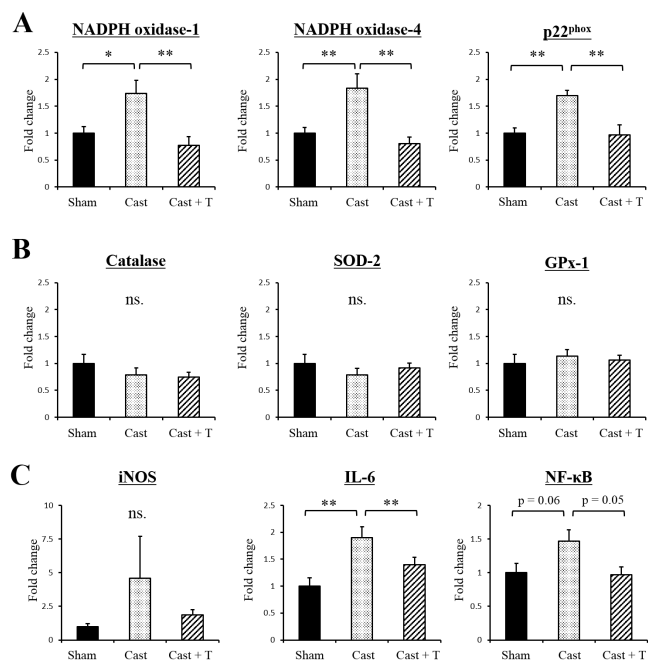 A
NADPH oxidase-1
NADPH oxidase-4
p22phox
Fold change
2.5
2
1.5
1
0.5
0
* **
Sham Cast Cast + T
Fold change
2.5
2
1.5
1
0.5
0
** **
Sham Cast Cast + T
Fold change
2.5
2
1.5
1
0.5
0
** **
Sham Cast Cast + T
B
Catalase
SOD-2
GPx-1
ns.
Fold change
2.5
2
1.5
1
0.5
0
Sham Cast Cast + T
ns.
Fold change
2.5
2
1.5
1
0.5
0
Sham Cast Cast + T
ns.
Fold change
2.5
2
1.5
1
0.5
0
Sham Cast Cast + T
C
iNOS
IL-6
NF-κB
ns.
Fold change
10
7.5
5
2.5
0
Sham Cast Cast + T
** **
Fold change
2.5
2
1.5
1
0.5
0
Sham Cast Cast + T
p = 0.06 p = 0.05
Fold change
2
1.5
1
0.5
0
Sham Cast Cast + T